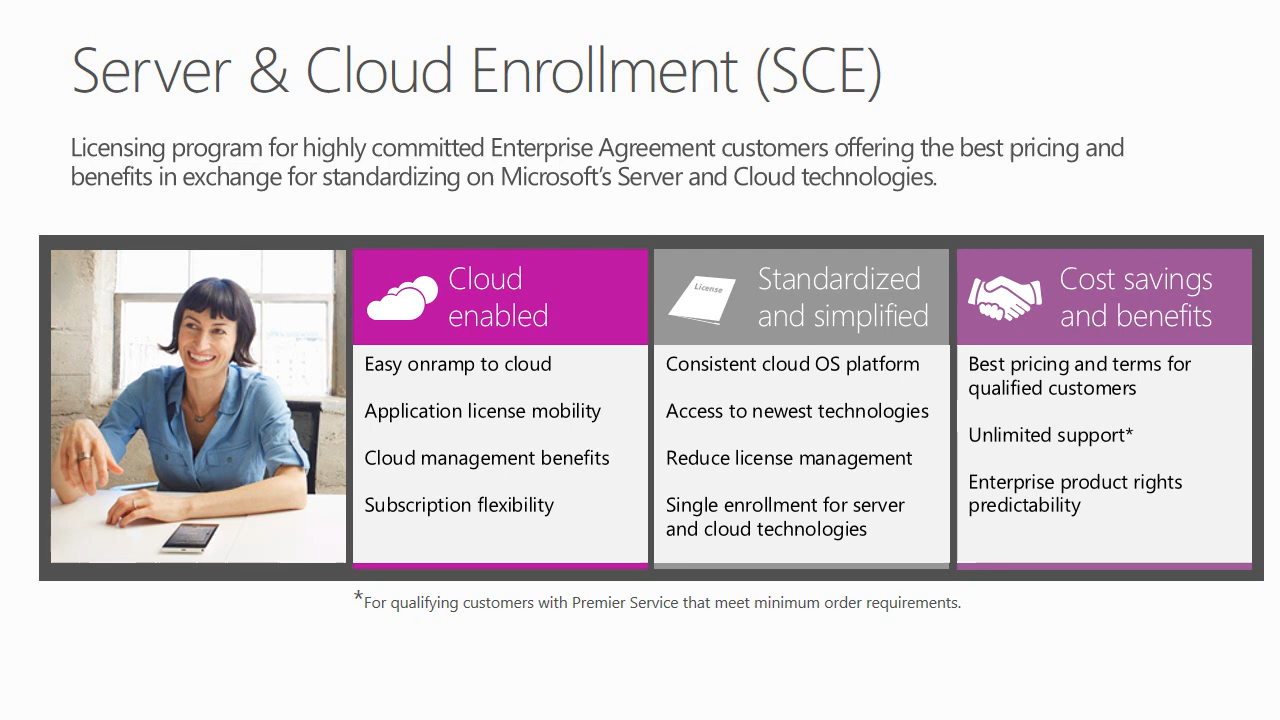 Server & Cloud Enrollment (SCE)
Licensing program for highly committed Enterprise Agreement customers offering the best pricing and
benefits in exchange for standardizing on Microsoft's Server and Cloud technologies.
Cloud
enabled
Easy onramp to cloud
Application license mobility
Cloud management benefits
Subscription flexibility
License
Standardized
and simplified
Consistent cloud OS platform
Access to newest technologies
Reduce license management
Single enrollment for server
and cloud technologies
Cost savings
and benefits
Best pricing and terms for
qualified customers
Unlimited support*
Enterprise product rights
predictability
*For qualifying customers with Premier Service that meet minimum order requirements.